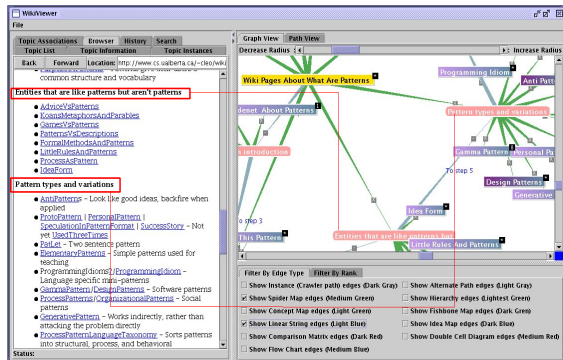 WikiViewer
File
Topic Associations Browser History Search
Topic List Topic Information Topic Instances
Back Forward Location: http://www.cs.ualberta.ca/~cleo/wiki
common structure and vocabulary
Entities that are like patterns but aren't patterns
AdviceVsPatterns
KoansMetaphorsAndParables
GamesVsPatterns
PatternsVsDescriptions
FormalMethodsAndPatterns
LittleRulesAndPatterns
ProcessAsPattern
IdeaForm
Pattern types and variations
AntiPatterns - Look like good ideas, backfire when
applied
ProtoPattern | PersonalPattern |
SpeculationInPatternFormat | SuccessStory - Not
yet UsedThreeTimes
PatLet - Two sentence pattern
ElementaryPatterns - Simple patterns used for
teaching
ProgrammingIdioms?/ProgrammingIdiom -
Language specific mini-patterns
GammaPattern/DesignPatterns - Software patterns
ProcessPatterns/OrganizationalPatterns - Social
patterns
GenerativePattern - Works indirectly, rather than
attacking the problem directly
ProcessPatternLanguageTaxonomy - Sorts patterns
into structural, process, and behavioral
Status:
Graph View Path View
Decrease Radius Increase Radius
Programming Idiom
Wiki Pages About What Are Patterns
Anti Patt
denet About Patterns
Pattern types and variations
s introduction
Gamma Pattern
Personal Pa
To step 5
Design Patterns
Generative
Idea Form
o step 3
This Pattern
Entities that are like patterns but
Little Rules And Patterns
Filter By Edge Type Filter By Rank
Show Instance (Crawler path) edges (Dark Gray) Show Alternate Path edges (Light Gray)
Show Spider Map edges (Medium Green) Show Hierarchy edges (Lightest Green)
Show Concept Map edges (Light Green) Show Fishbone Map edges (Dark Green)
Show Linear String edges (Light Blue) Show Idea Map edges (Dark Blue)
Show Comparison Matrix edges (Dark Red) Show Double Cell Diagram edges (Medium Red)
Show Flow Chart edges (Medium Blue)